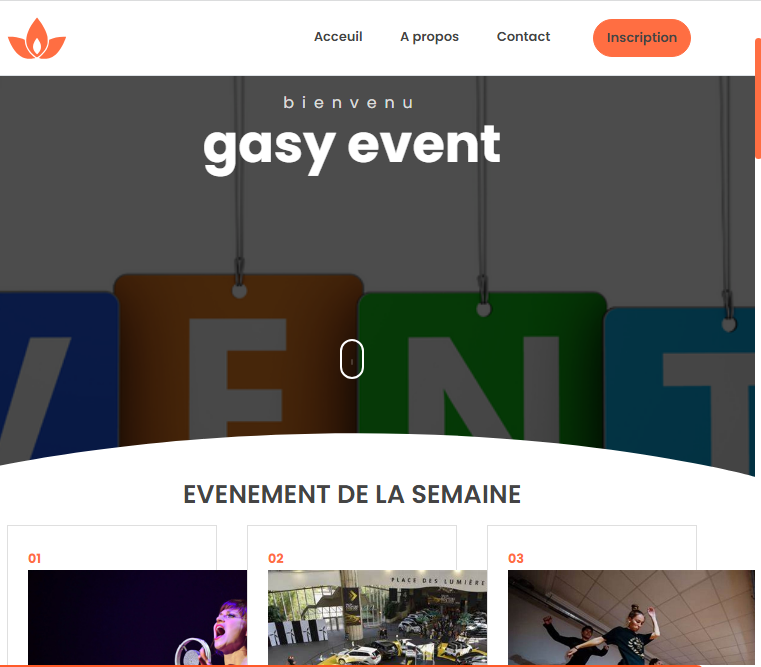 Acceuil A propos Contact Inscription
bienvenu
gasy event
V E N T
EVENEMENT DE LA SEMAINE
01 02 03
PLACE DES LUMIÈRE